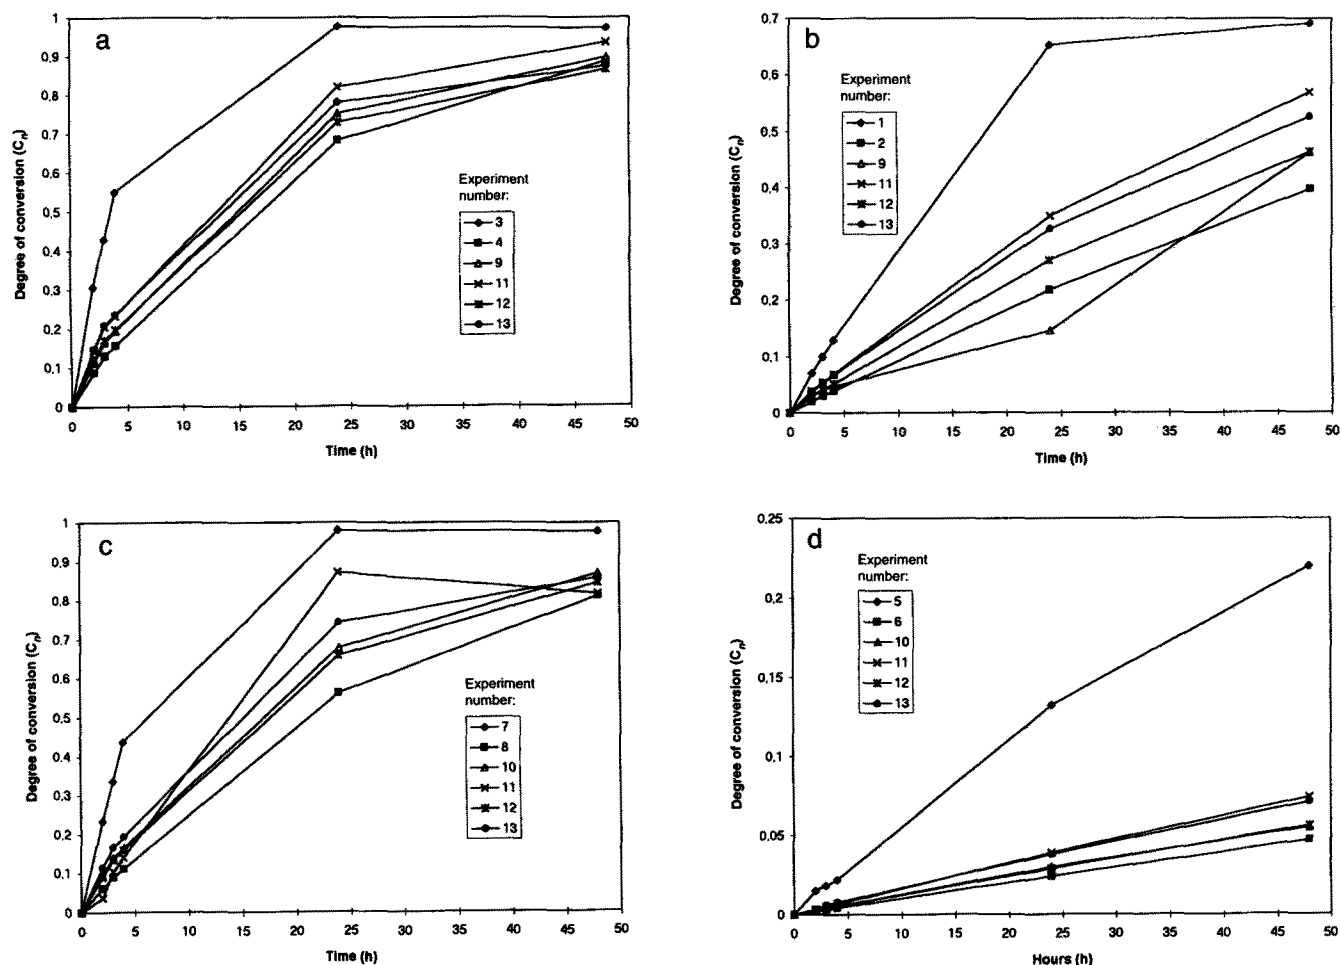 a
Degree of conversion (Cn)
1
0.9
0.8
0.7
0.6
0.5
0.4
0.3
0.2
0.1
0
0 5 10 15 20 25 30 35 40 45 50
Time (h)
Experiment
number:
3
4
9
11
12
13
b
Degree of conversion (Cn)
0.7
0.6
0.5
0.4
0.3
0.2
0.1
0
0 5 10 15 20 25 30 35 40 45 50
Time (h)
Experiment
number:
1
2
9
11
12
13
c
Degree of conversion (Cn)
1
0.9
0.8
0.7
0.6
0.5
0.4
0.3
0.2
0.1
0
0 5 10 15 20 25 30 35 40 45 50
Time (h)
Experiment
number:
7
8
10
11
12
13
d
Degree of conversion (Cn)
0.25
0.2
0.15
0.1
0.05
0
0 5 10 15 20 25 30 35 40 45 50
Hours (h)
Experiment
number:
5
6
10
11
12
13